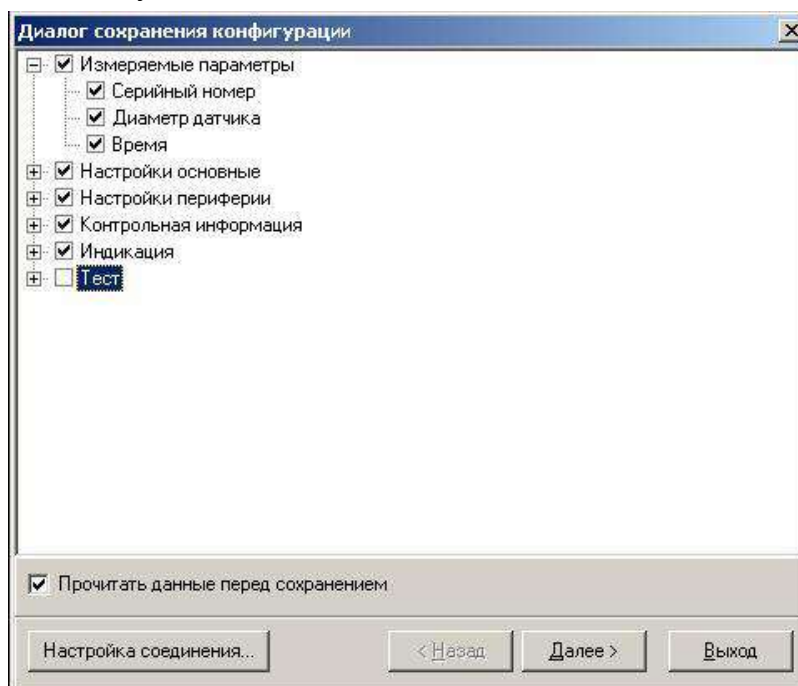 Диалог сохранения конфигурации
Измеряемые параметры
Серийный номер
Диаметр датчика
Время
Настройки основные
Настройки периферии
Контрольная информация
Индикация
Тест
Прочитать данные перед сохранением
Настройка соединения... < Назад Далее > Выход